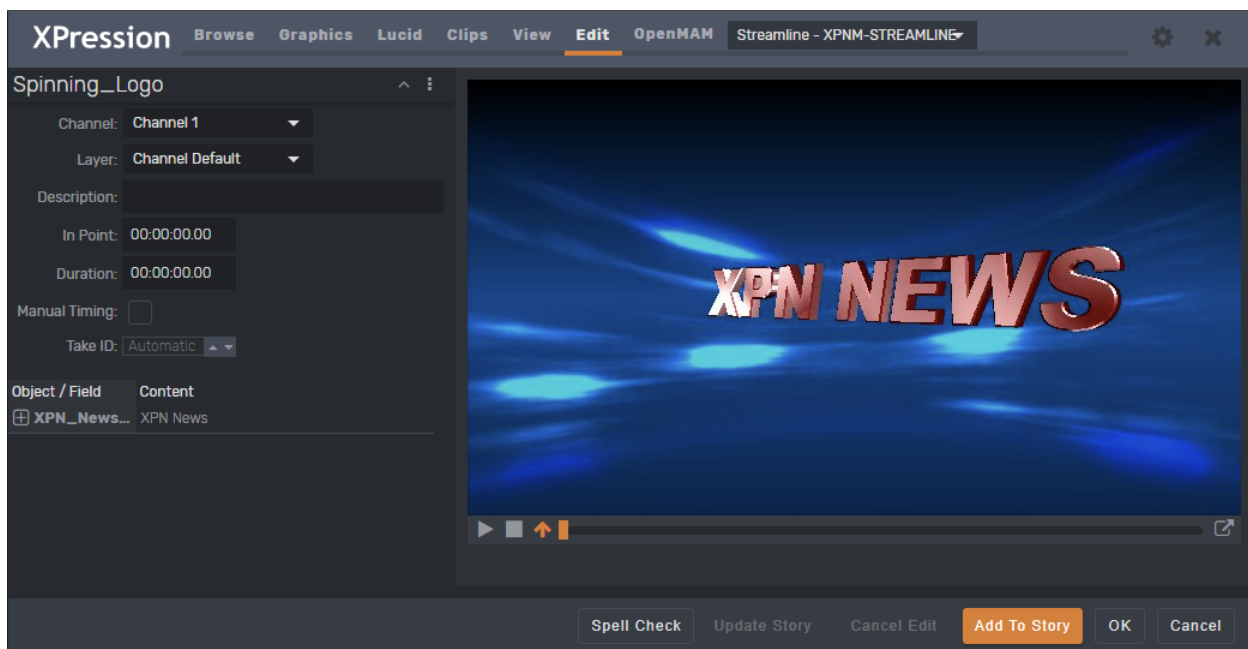 XPression Browse Graphics Lucid Clips View Edit OpenMAM Streamline - XPNM-STREAMLINE
Spinning_Logo
Channel: Channel 1
Layer: Channel Default
Description:
In Point: 00:00:00.00
Duration: 00:00:00.00
Manual Timing:
Take ID: Automatic
Object / Field Content
XPN_News... XPN News
XPN NEWS
Spell Check Update Story Cancel Edit Add To Story OK Cancel